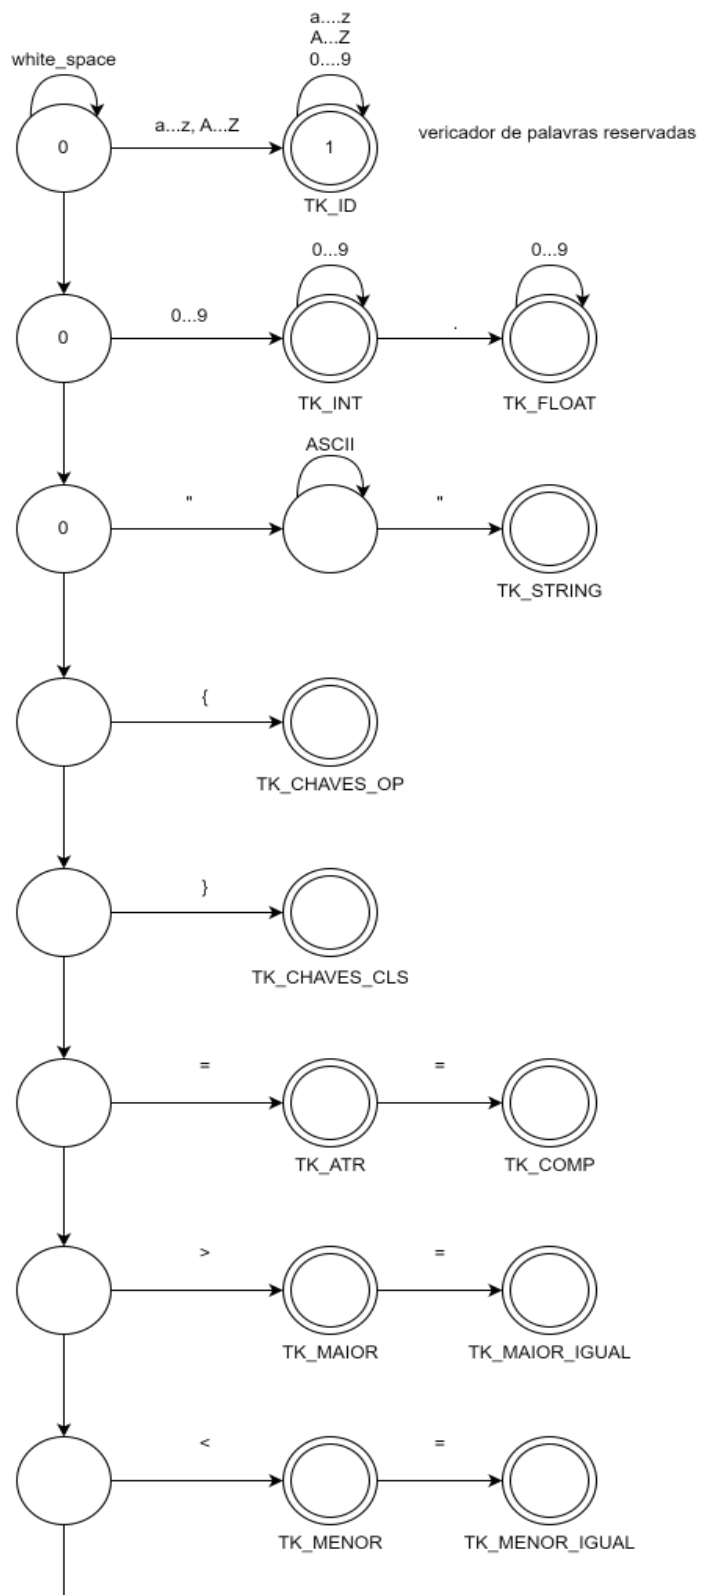 a....z
A...Z
white_space
0....9
a...z, A...Z
vericador de palavras reservadas
0
1
TK_ID
0...9
0...9
0...9
.
0
TK_INT
TK_FLOAT
ASCII
"
"
0
TK_STRING
{
TK_CHAVES_OP
}
TK_CHAVES_CLS
=
=
TK_ATR
TK_COMP
>
=
TK_MAIOR
TK_MAIOR_IGUAL
<
=
TK_MENOR
TK_MENOR_IGUAL